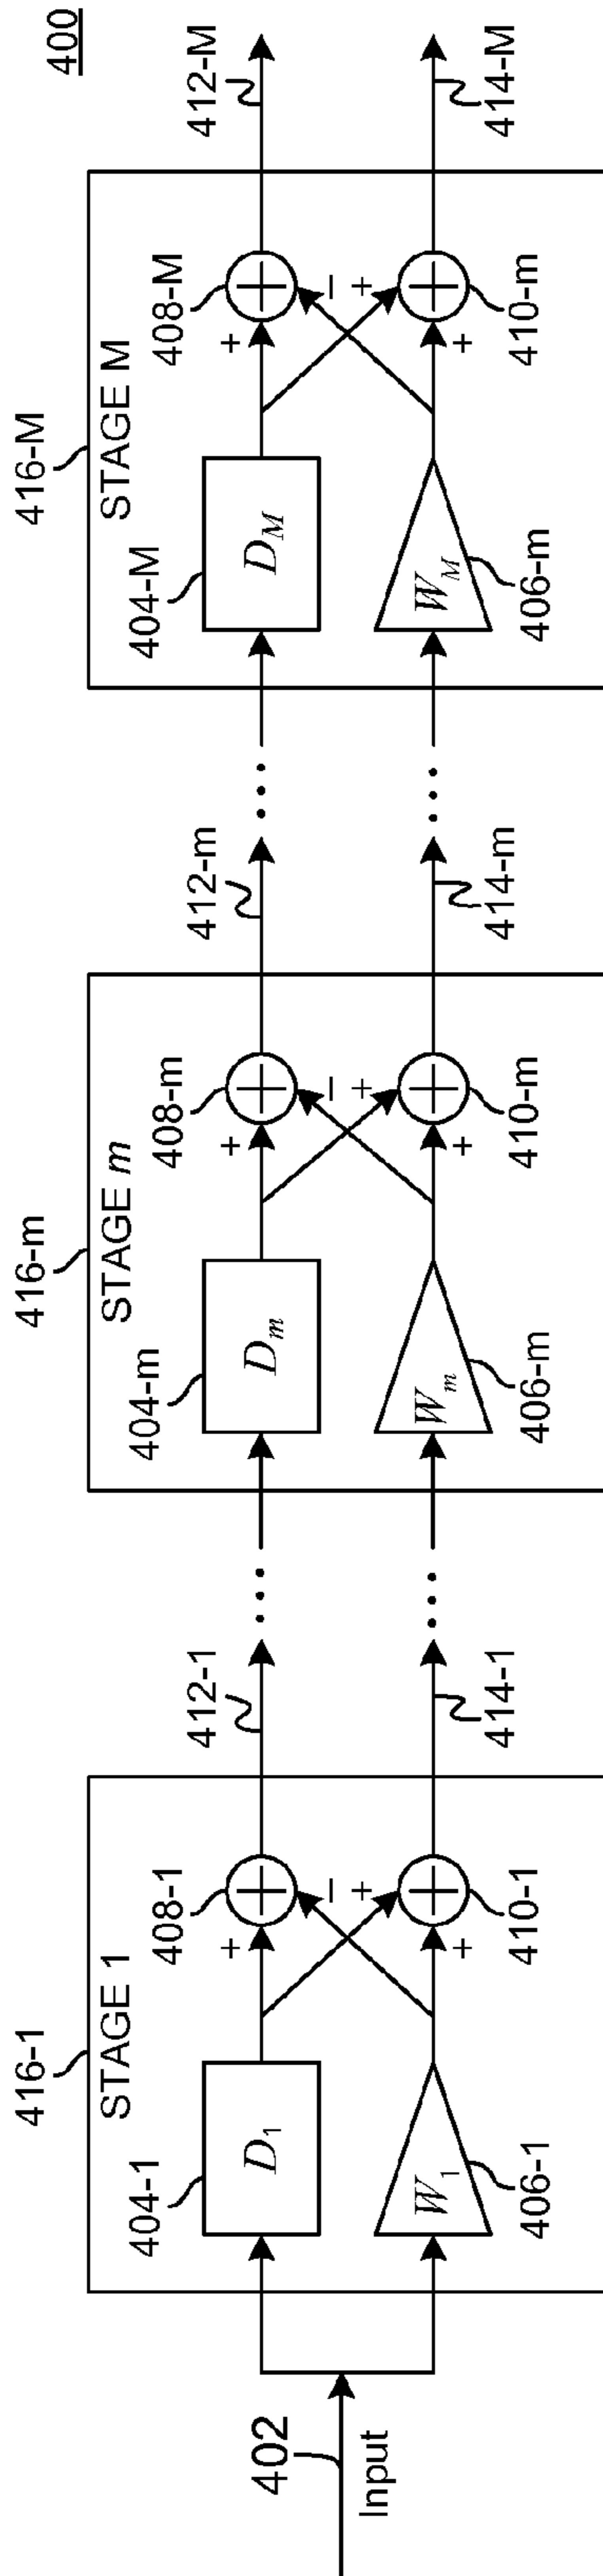 400
416-1
STAGE 1
404-1
D₁
408-1
+
412-1
402
Input
W₁
406-1
− +
+
410-1
414-1
416-m
STAGE m
404-m
Dₘ
408-m
+
412-m
Wₘ
406-m
− +
+
410-m
414-m
416-M
STAGE M
404-M
D_M
408-M
+
412-M
W_M
406-m
− +
+
410-m
414-M